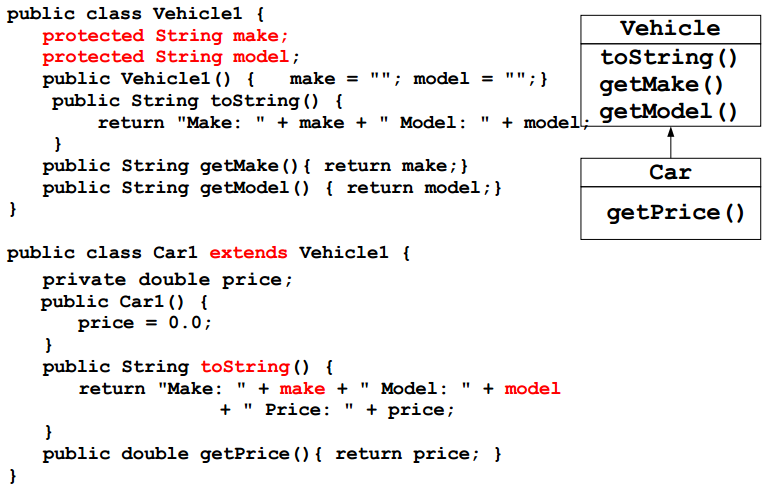 public class Vehicle1 {
protected String make;
protected String model;
public Vehicle1() {   make = ""; model = "";}
public String toString() {
return "Make: " + make + " Model: " + model;
}
public String getMake(){ return make;}
public String getModel() { return model;}
}
public class Car1 extends Vehicle1 {
private double price;
public Car1() {
price = 0.0;
}
public String toString() {
return "Make: " + make + " Model: " + model
+ " Price: " + price;
}
public double getPrice(){ return price; }
}
Vehicle
toString()
getMake()
getModel()
Car
getPrice()